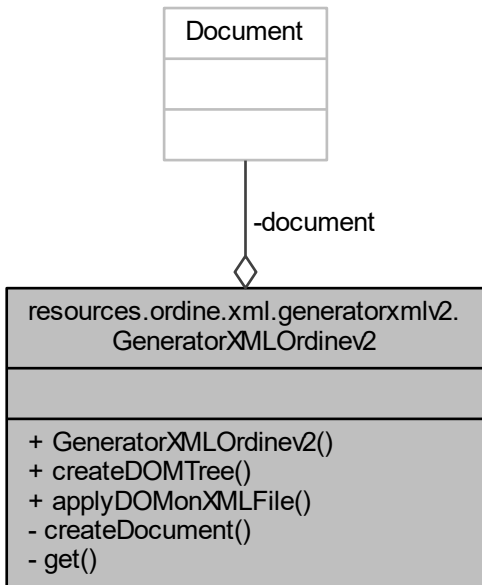 Document
-document
resources.ordine.xml.generatorxmlv2.
GeneratorXMLOrdinev2
+ GeneratorXMLOrdinev2()
+ createDOMTree()
+ applyDOMonXMLFile()
- createDocument()
- get()